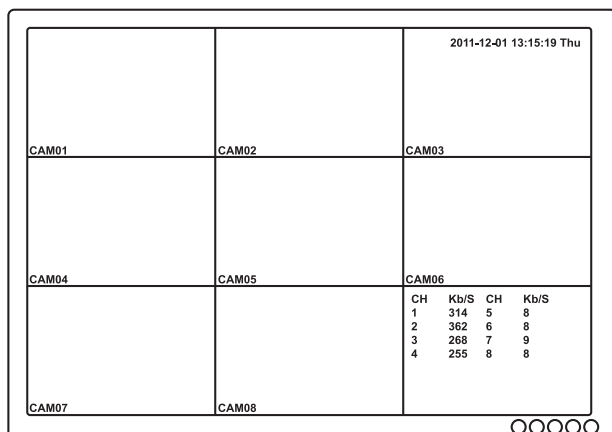 2011-12-01 13:15:19 Thu
CAM01 CAM02 CAM03
CAM04 CAM05 CAM06
CH Kb/S CH Kb/S
1 314 5 8
2 362 6 8
3 268 7 9
4 255 8 8
CAM07 CAM08